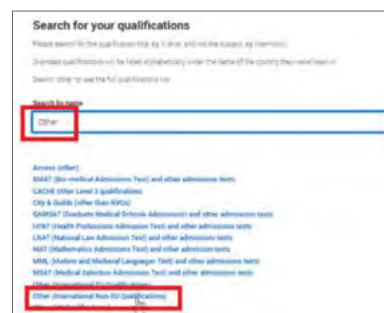 Search for your qualifications
Please search for the qualification title, eg 'A level', and not the subject, eg 'chemistry'.
Overseas qualifications will be listed alphabetically under the name of the country they were taken in
Search 'other' to see the full qualifications list
Search by name
Other
Access (other)
BMAT (Bio-medical Admissions Test) and other admissions tests
CACHE other Level 3 qualifications
City & Guilds (other than NVQs)
GAMSAT (Graduate Medical Schools Admissions) and other admissions tests
HPAT (Health Professions Admission Test) and other admissions tests
LNAT (National Law Admission Test) and other admissions tests
MAT (Mathematics Admissions Test) and other admissions tests
MML (Modern and Medieval Languages Test) and other admissions tests
MSAT (Medical Selection Admissions Test) and other admissions tests
Other (International EU Qualifications)
Other (International Non-EU Qualifications)